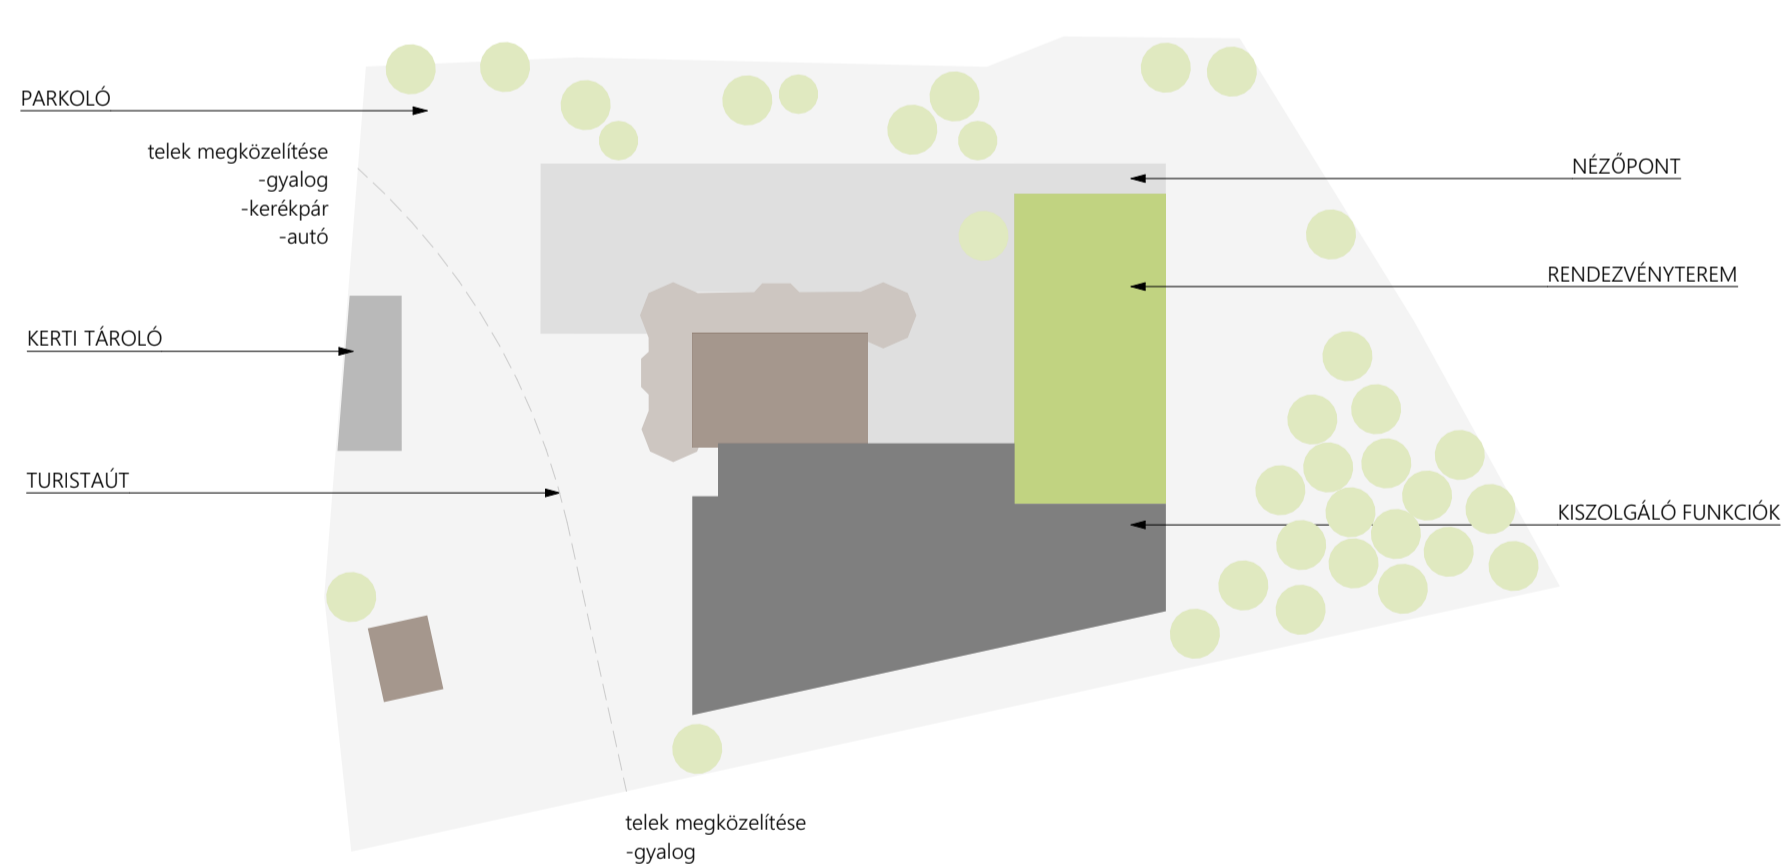 PARKOLÓ
telek megközelítése
-gyalog
-kerékpár
-autó
KERTI TÁROLÓ
TURISTAÚT
NÉZŐPONT
RENDEZVÉNYTEREM
KISZOLGÁLÓ FUNKCIÓK
telek megközelítése
-gyalog